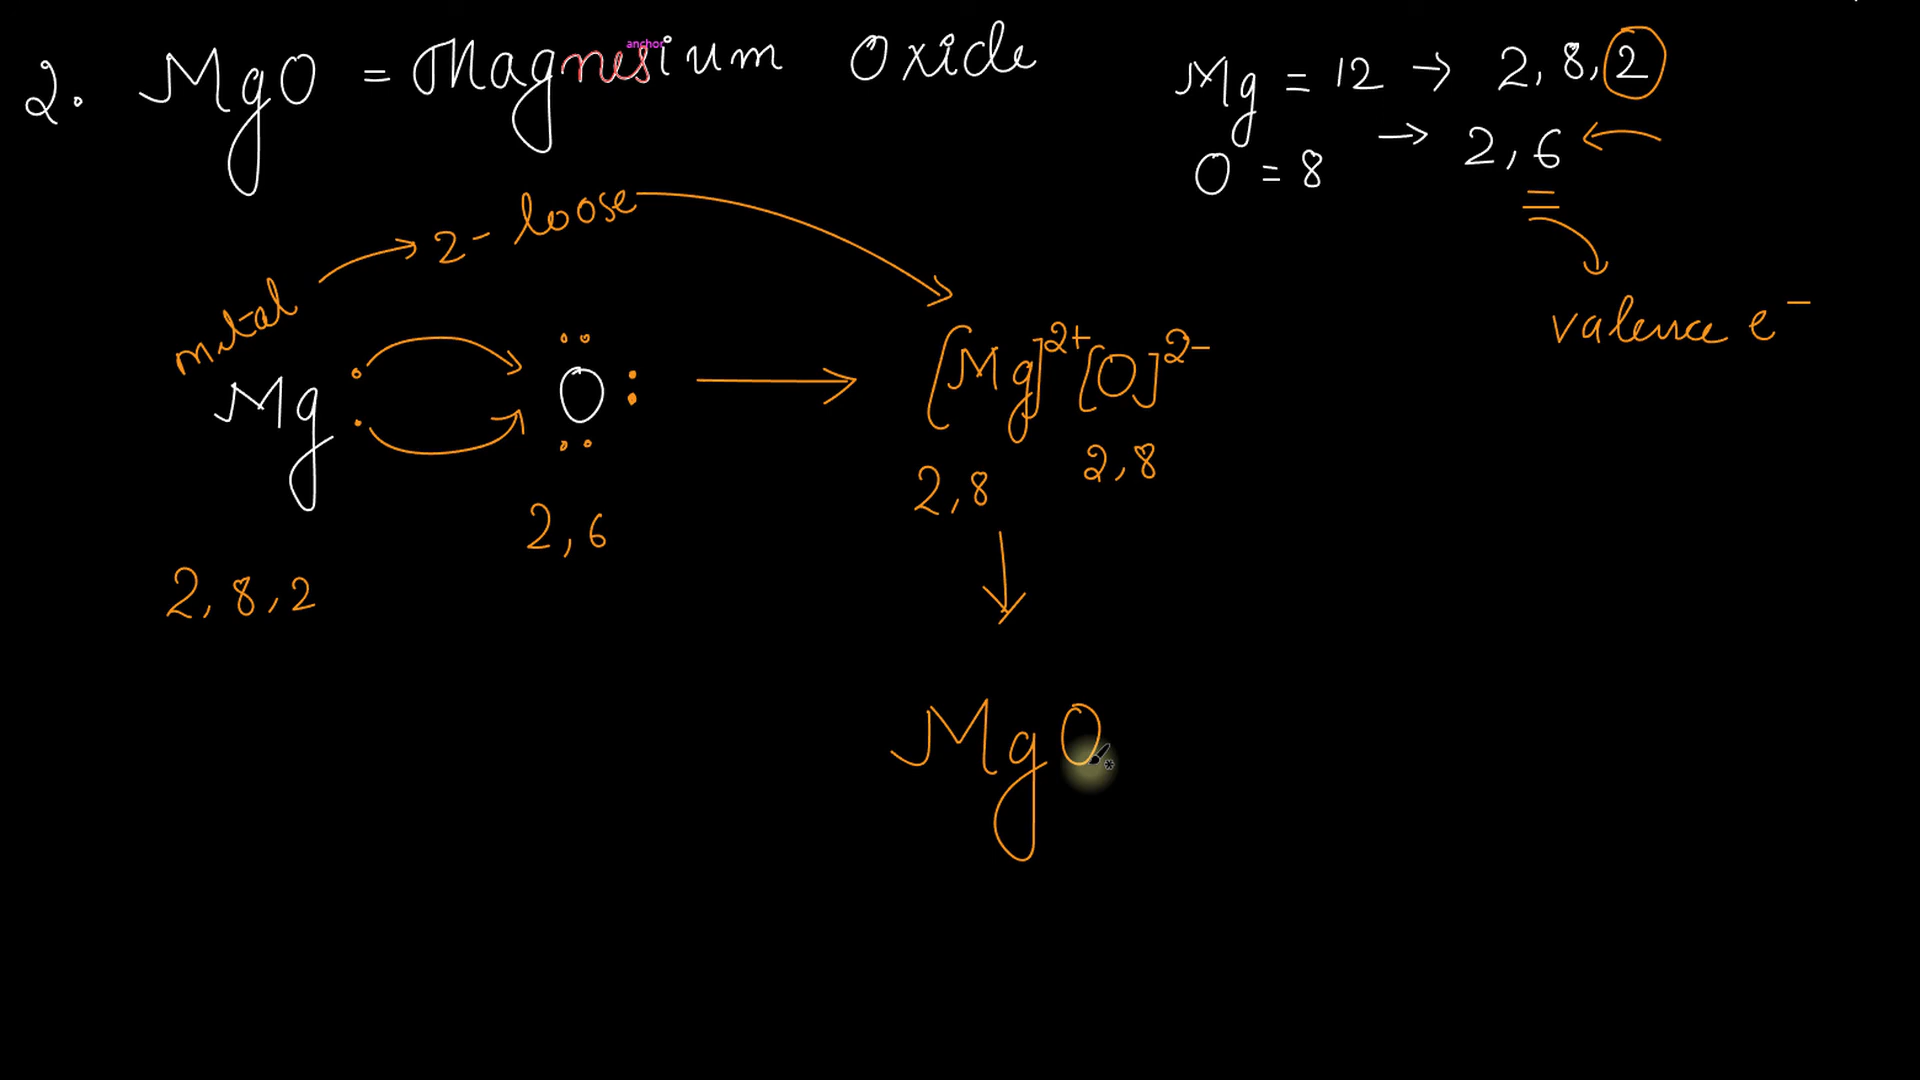 2. MgO = Magnesium Oxide
anchor
Mg = 12 → 2, 8, 2
O = 8 → 2, 6
valence e⁻
metal → 2 - loose
Mg O → [Mg]²⁺ [O]²⁻
2, 8, 2
2, 6
2, 8
2, 8
MgO